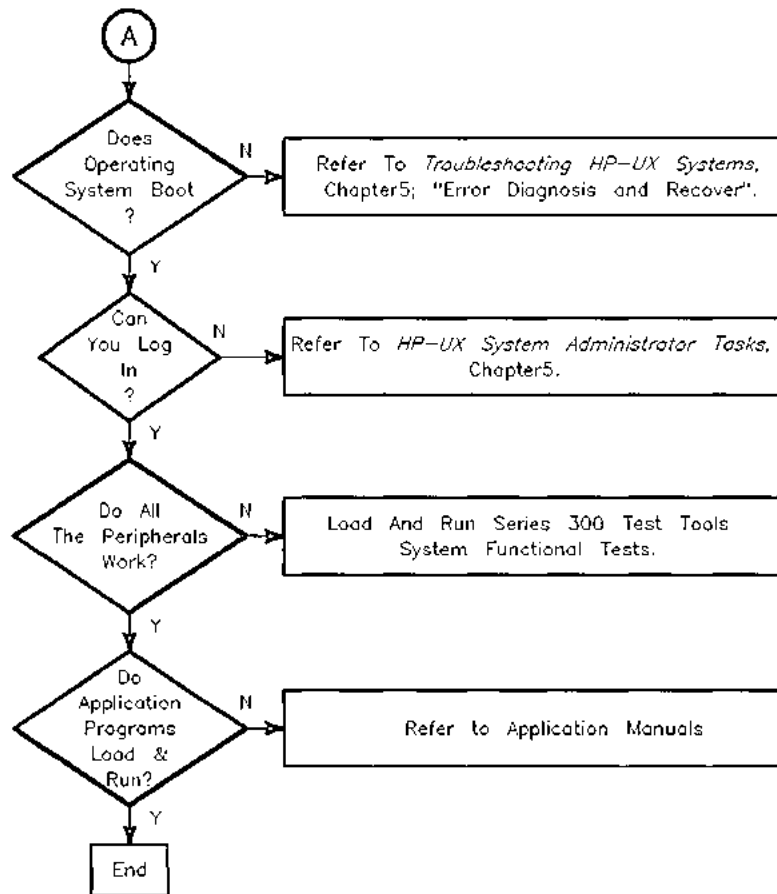 A
Does
Operating
System Boot
?
N
Refer To Troubleshooting HP-UX Systems,
Chapter5; "Error Diagnosis and Recover".
Y
Can
You Log
In
?
N
Refer To HP-UX System Administrator Tasks,
Chapter5.
Y
Do All
The Peripherals
Work?
N
Load And Run Series 300 Test Tools
System Functional Tests.
Y
Do
Application
Programs
Load &
Run?
N
Refer to Application Manuals
Y
End